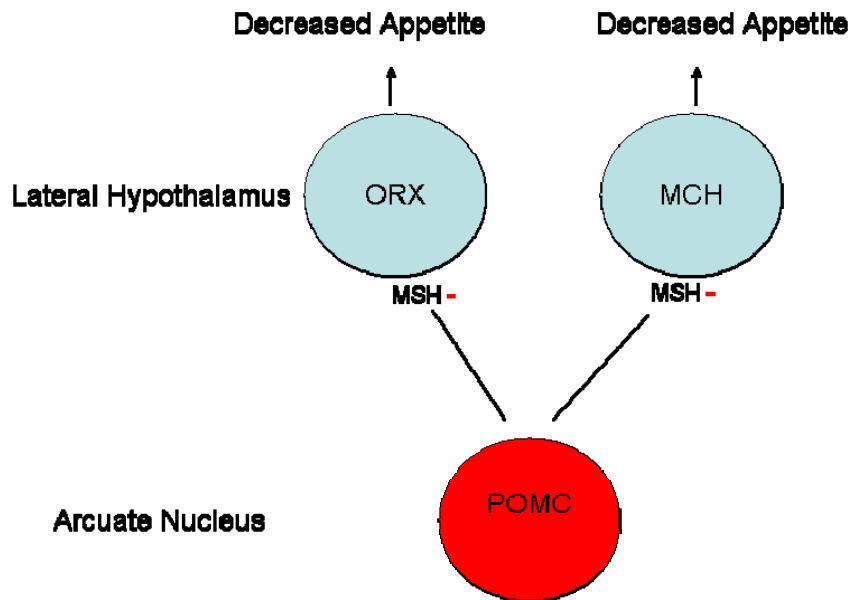 Decreased Appetite Decreased Appetite
Lateral Hypothalamus ORX MCH
MSH - MSH -
POMC
Arcuate Nucleus